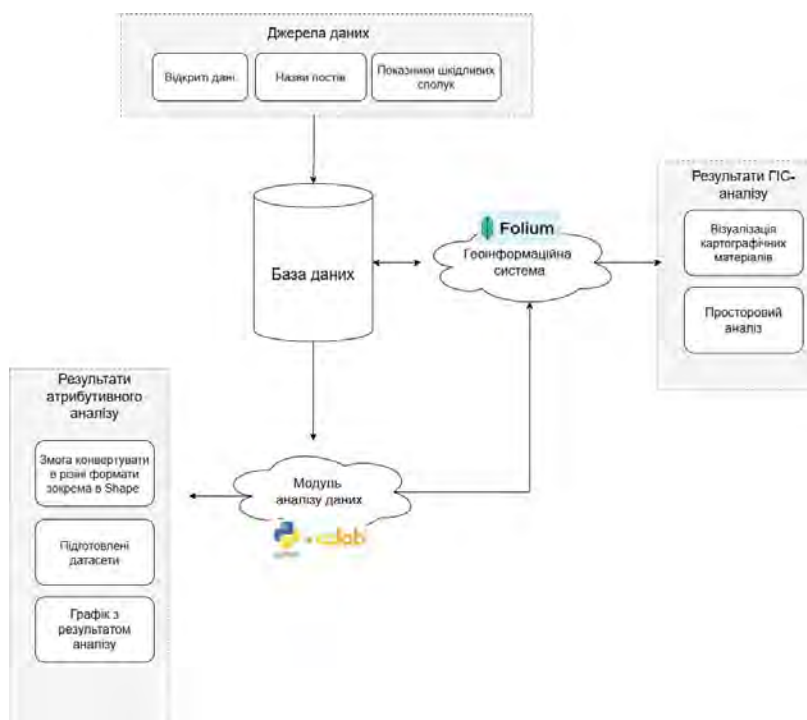 Джерела даних
Відкриті дані
Назви постів
Показники шкідливих
сполук
Результати ГІС-
аналізу
Візуалізація
картографічних
матеріалів
Просторовий
аналіз
Folium
Геоінформаційна
система
База даних
Результати
атрибутивного
аналізу
Змога конвертувати
в різні формати
зокрема в Shape
Підготовлені
датасети
Графік з
результатом
аналізу
Модуль
аналізу даних
python
colab